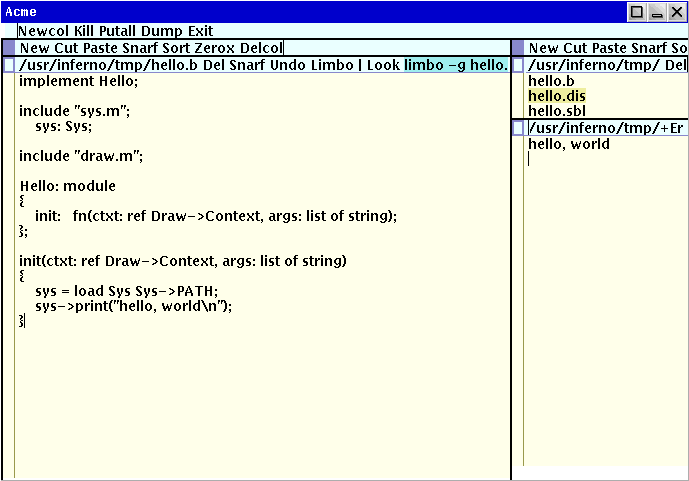 Acme
Newcol Kill Putall Dump Exit
New Cut Paste Snarf Sort Zerox Delcol
/usr/inferno/tmp/hello.b Del Snarf Undo Limbo | Look limbo -g hello.
implement Hello;
include "sys.m";
    sys: Sys;
include "draw.m";
Hello: module
{
    init:   fn(ctxt: ref Draw->Context, args: list of string);
};
init(ctxt: ref Draw->Context, args: list of string)
{
    sys = load Sys Sys->PATH;
    sys->print("hello, world\n");
}
New Cut Paste Snarf So
/usr/inferno/tmp/ Del
hello.b
hello.dis
hello.sbl
/usr/inferno/tmp/+Er
hello, world